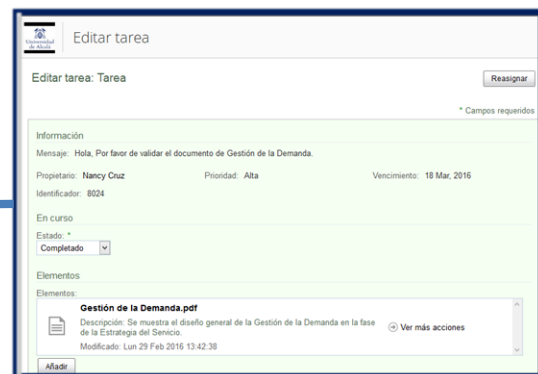 Universidad
de Alcalá
Editar tarea
Editar tarea: Tarea
Reasignar
* Campos requeridos
Información
Mensaje: Hola, Por favor de validar el documento de Gestión de la Demanda.
Propietario: Nancy Cruz Prioridad: Alta Vencimiento: 18 Mar, 2016
Identificador: 8024
En curso
Estado: *
Completado
Elementos
Elementos:
Gestión de la Demanda.pdf
Descripción: Se muestra el diseño general de la Gestión de la Demanda en la fase
de la Estrategia del Servicio.
Ver más acciones
Modificado: Lun 29 Feb 2016 13:42:38
Añadir